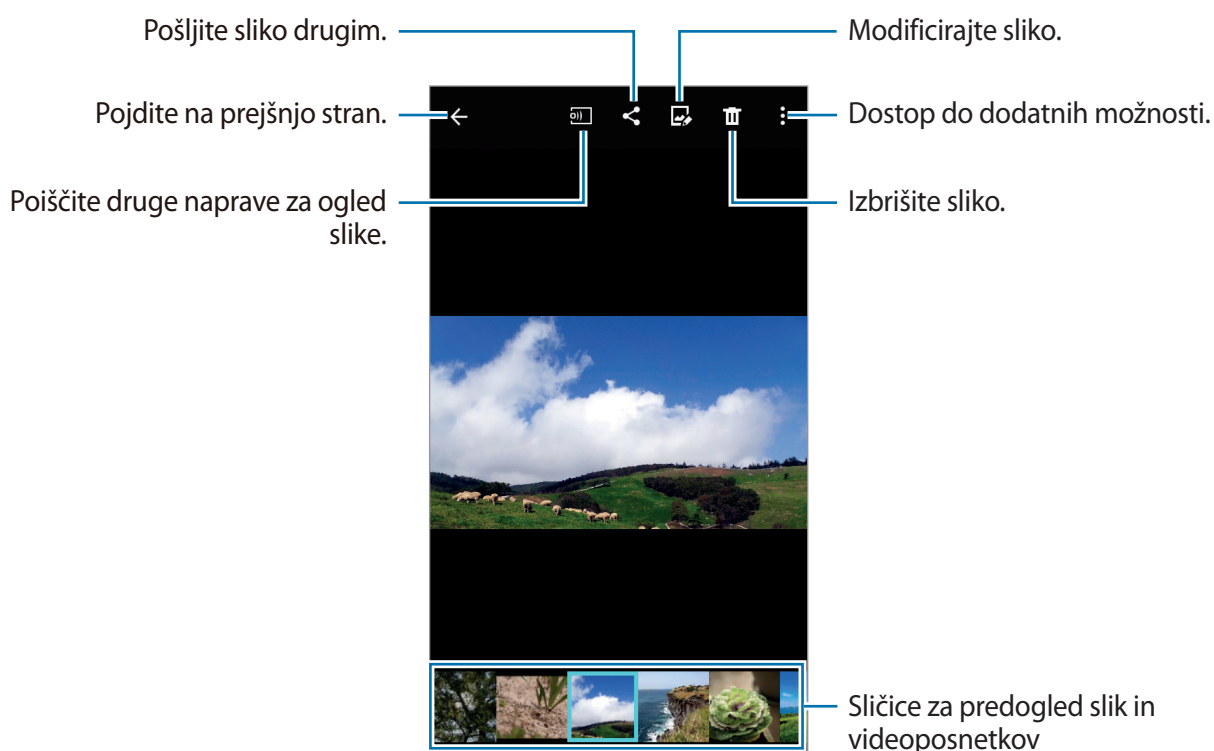 Pošljite sliko drugim.
Modificirajte sliko.
Pojdite na prejšnjo stran.
Dostop do dodatnih možnosti.
Poiščite druge naprave za ogled
slike.
Izbrišite sliko.
Sličice za predogled slik in
videoposnetkov